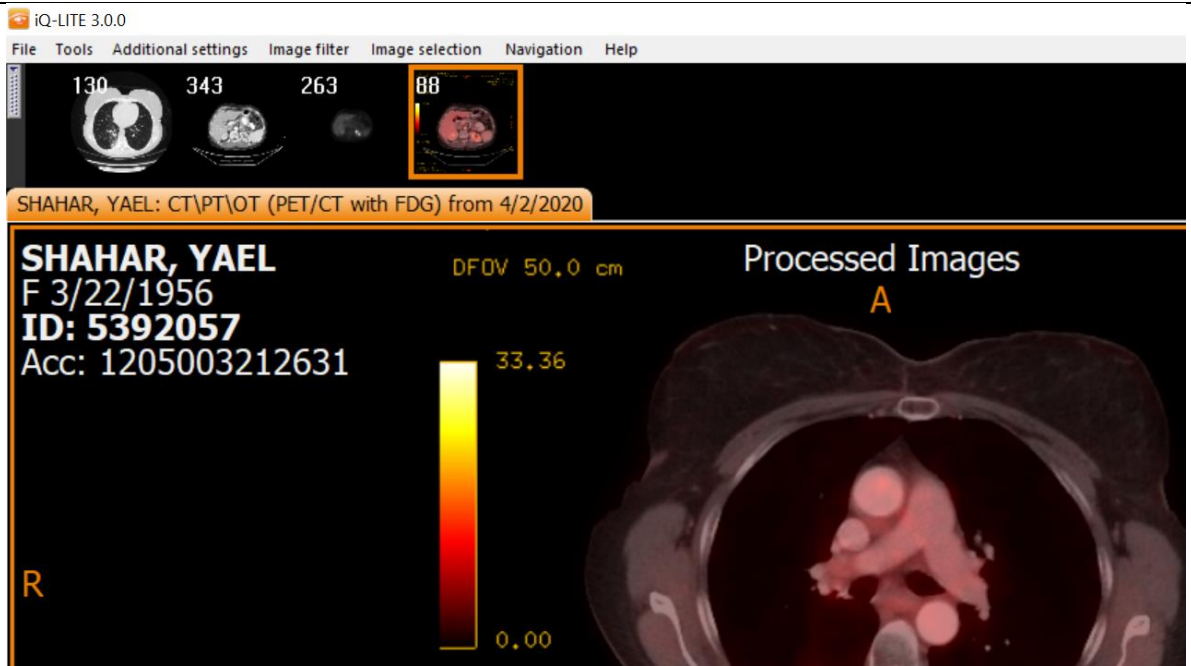 iQ-LITE 3.0.0
File Tools Additional settings Image filter Image selection Navigation Help
130 343 263 88
SHAHAR, YAEL: CT\PT\OT (PET/CT with FDG) from 4/2/2020
SHAHAR, YAEL
F 3/22/1956
ID: 5392057
Acc: 1205003212631
DFOV 50.0 cm
Processed Images
A
33.36
R
0.00